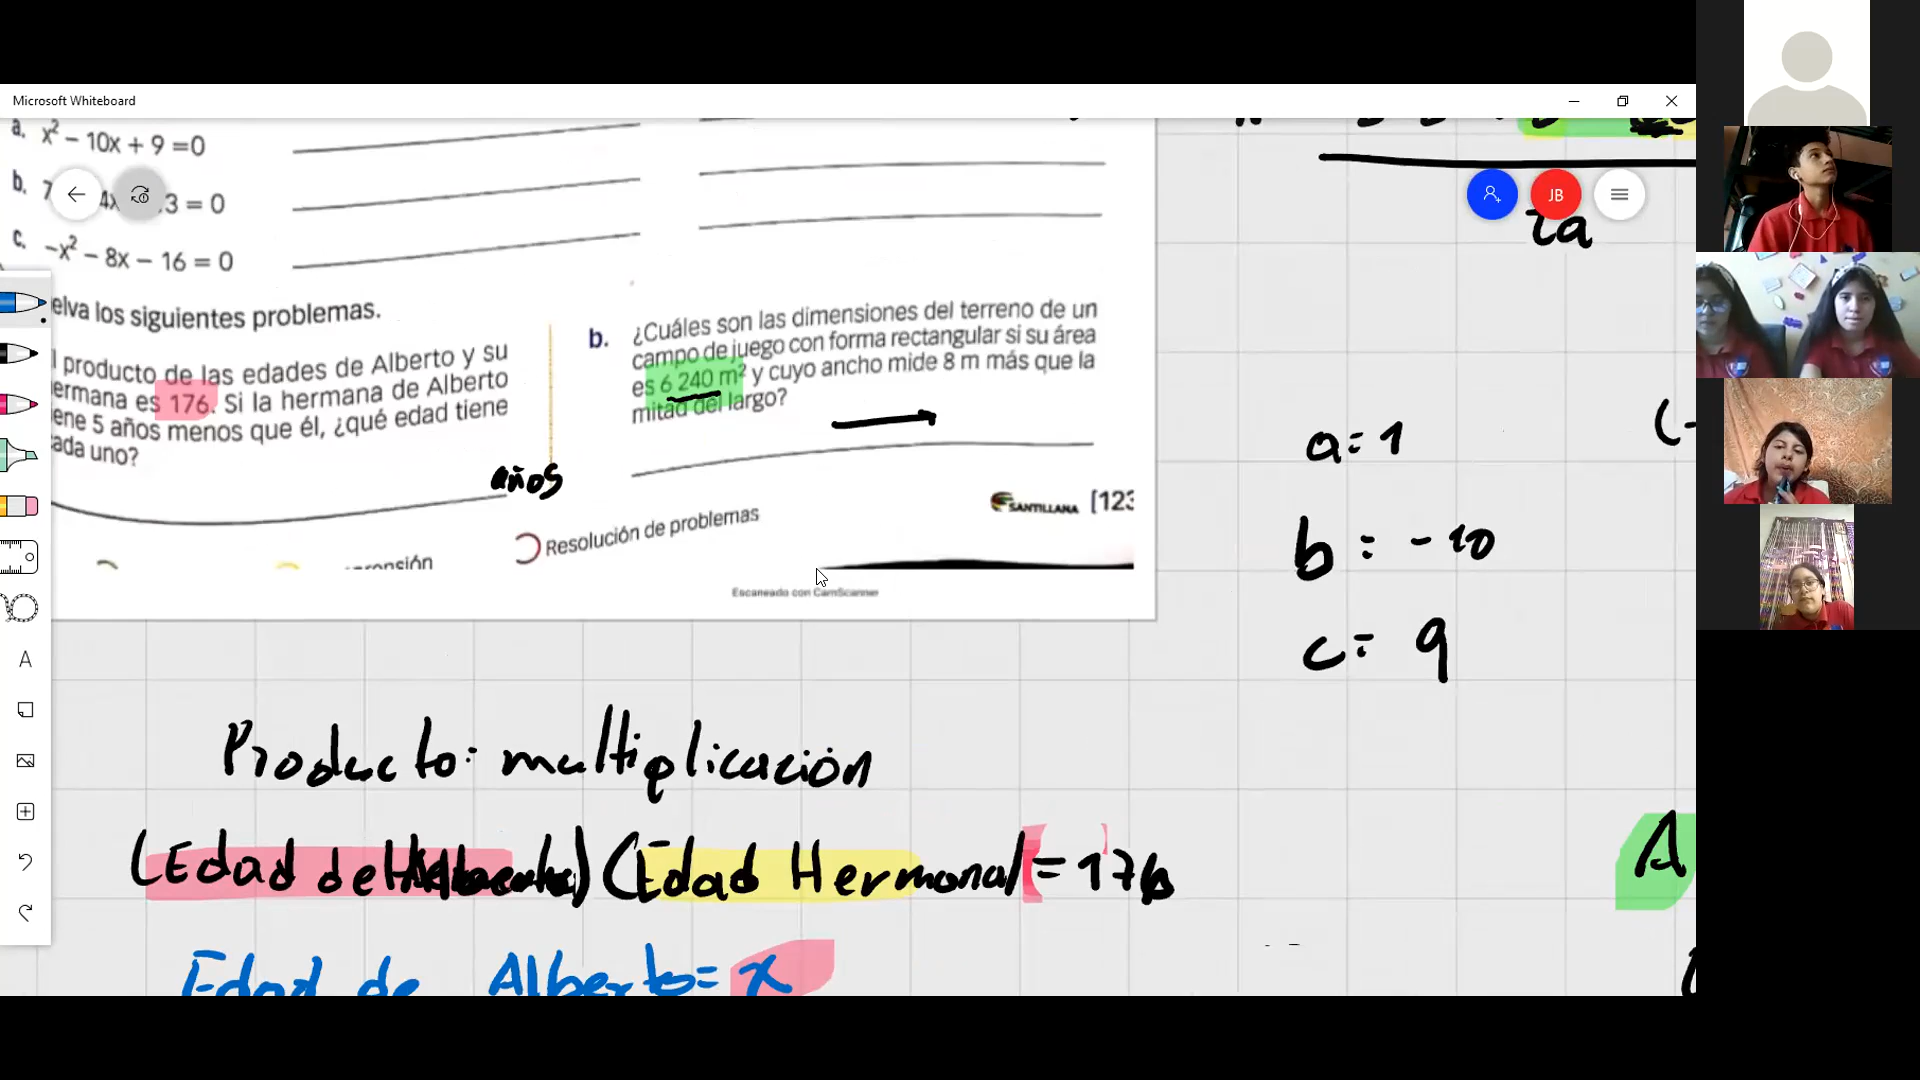 Microsoft Whiteboard
a. x² – 10x + 9 =0
b. 7 4x 3 = 0
c. –x² – 8x – 16 = 0
elva los siguientes problemas.
l producto de las edades de Alberto y su
ermana es 176. Si la hermana de Alberto
ene 5 años menos que él, ¿qué edad tiene
ada uno?
años
b. ¿Cuáles son las dimensiones del terreno de un
campo de juego con forma rectangular si su área
es 6 240 m² y cuyo ancho mide 8 m más que la
mitad del largo?
SANTILLANA [123
Resolución de problemas
Escaneado con CamScanner
JB
2a
a = 1
b = -10
c = 9
(-
Producto: multiplicación
(Edad de (Edad Hermana) = 176
Edad de Alberto = x
A
A